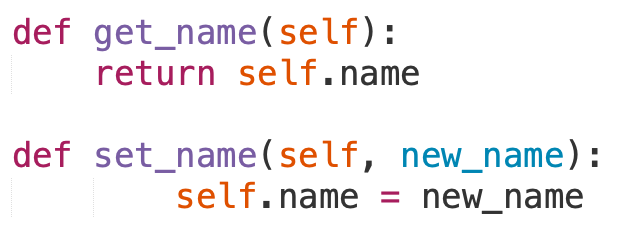 def get_name(self):
    return self.name

def set_name(self, new_name):
        self.name = new_name